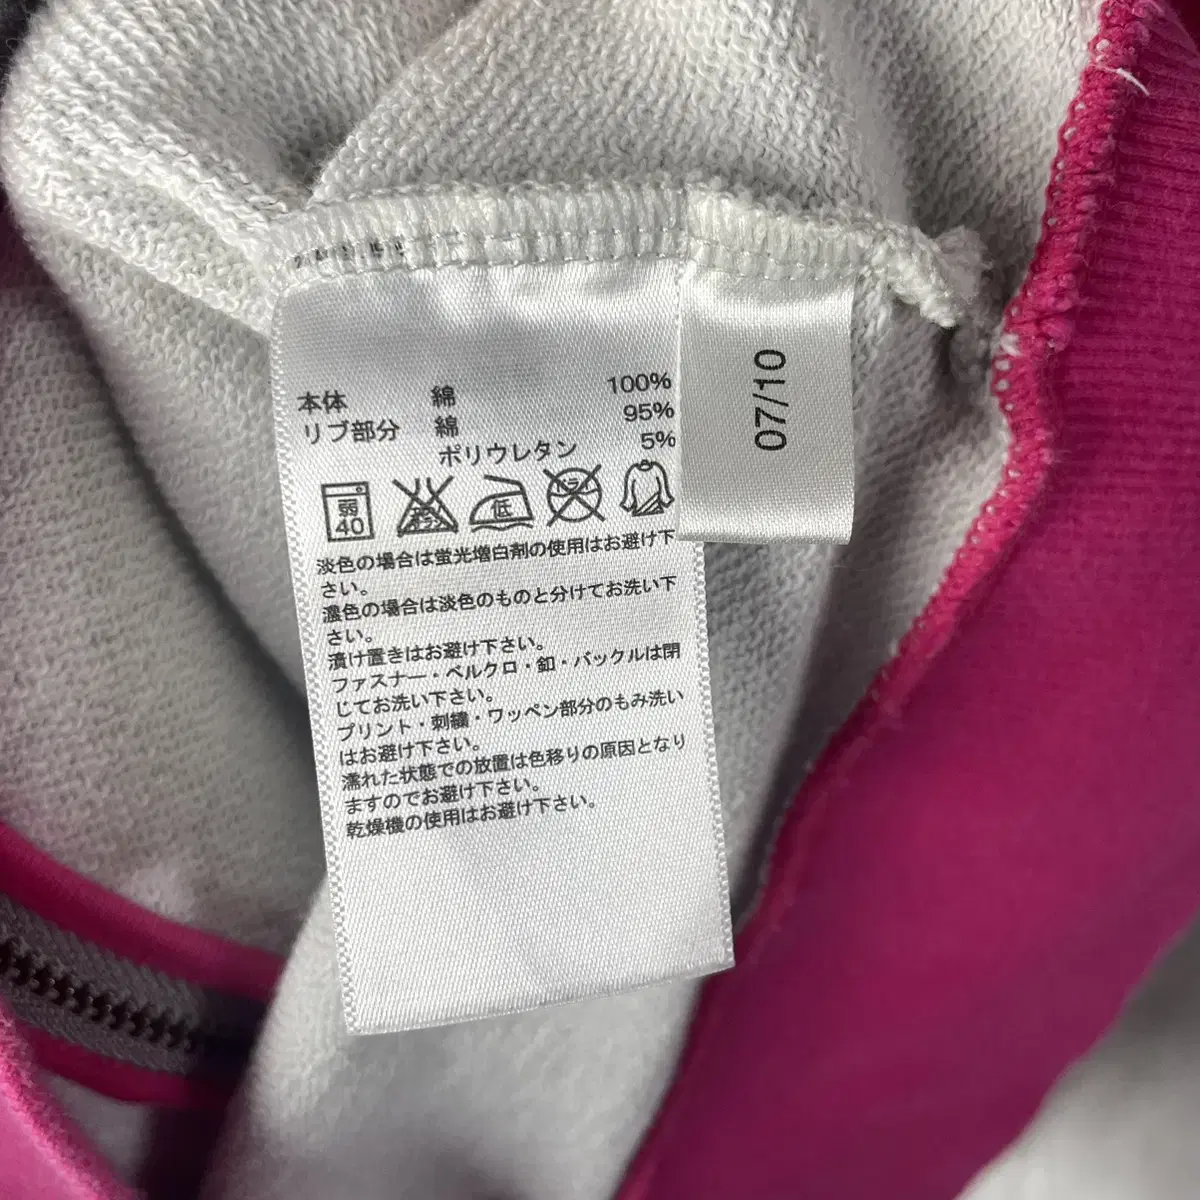 本体 綿 100%
リブ部分 綿 95%
ポリウレタン 5%
弱
40
低
淡色の場合は蛍光増白剤の使用はお避け下
さい。
濃色の場合は淡色のものと分けてお洗い下
さい。
漬け置きはお避け下さい。
ファスナー・ベルクロ・釦・バックルは閉
じてお洗い下さい。
プリント・刺繍・ワッペン部分のもみ洗い
はお避け下さい。
濡れた状態での放置は色移りの原因となり
ますのでお避け下さい。
乾燥機の使用はお避け下さい。
07/10